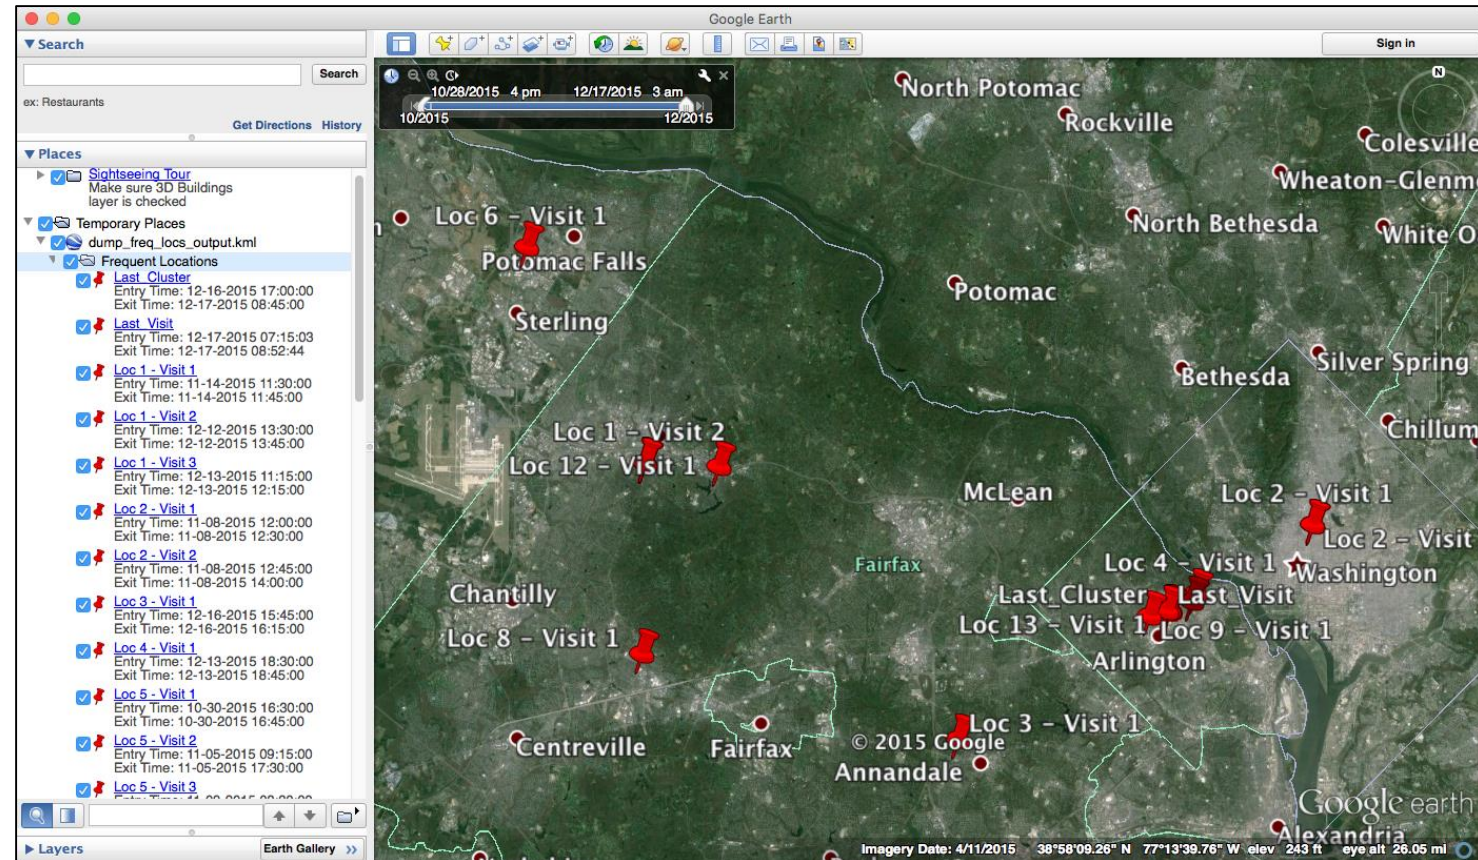 Google Earth
Search
Sign in
Search
ex: Restaurants
Get Directions History
Places
Sightseeing Tour
Make sure 3D Buildings
layer is checked
Temporary Places
dump_freq_locs_output.kml
Frequent Locations
Last_Cluster
Entry Time: 12-16-2015 17:00:00
Exit Time: 12-17-2015 08:45:00
Last_Visit
Entry Time: 12-17-2015 07:15:03
Exit Time: 12-17-2015 08:52:44
Loc 1 - Visit 1
Entry Time: 11-14-2015 11:30:00
Exit Time: 11-14-2015 11:45:00
Loc 1 - Visit 2
Entry Time: 12-12-2015 13:30:00
Exit Time: 12-12-2015 13:45:00
Loc 1 - Visit 3
Entry Time: 12-13-2015 11:15:00
Exit Time: 12-13-2015 12:15:00
Loc 2 - Visit 1
Entry Time: 11-08-2015 12:00:00
Exit Time: 11-08-2015 12:30:00
Loc 2 - Visit 2
Entry Time: 11-08-2015 12:45:00
Exit Time: 11-08-2015 14:00:00
Loc 3 - Visit 1
Entry Time: 12-16-2015 15:45:00
Exit Time: 12-16-2015 16:15:00
Loc 4 - Visit 1
Entry Time: 12-13-2015 18:30:00
Exit Time: 12-13-2015 18:45:00
Loc 5 - Visit 1
Entry Time: 10-30-2015 16:30:00
Exit Time: 10-30-2015 16:45:00
Loc 5 - Visit 2
Entry Time: 11-05-2015 09:15:00
Exit Time: 11-05-2015 17:30:00
Loc 5 - Visit 3
Layers
Earth Gallery >>
10/28/2015 4 pm 12/17/2015 3 am
10/2015 12/2015
N
North Potomac
Rockville
Colesville
Wheaton-Glenm
Loc 6 - Visit 1
North Bethesda
White O
Potomac Falls
Potomac
Sterling
Silver Spring
Bethesda
Chillum
Loc 1 - Visit 2
Loc 12 - Visit 1
McLean
Loc 2 - Visit 1
Loc 2 - Visit
Fairfax
Loc 4 - Visit 1
Washington
Chantilly
Last_Cluster
Last_Visit
Loc 13 - Visit 1
Loc 9 - Visit 1
Loc 8 - Visit 1
Arlington
Loc 3 - Visit 1
Centreville
Fairfax
© 2015 Google
Annandale
Google earth
Alexandria
Imagery Date: 4/11/2015 38°58'09.26" N 77°13'39.76" W elev 243 ft eye alt 26.05 mi